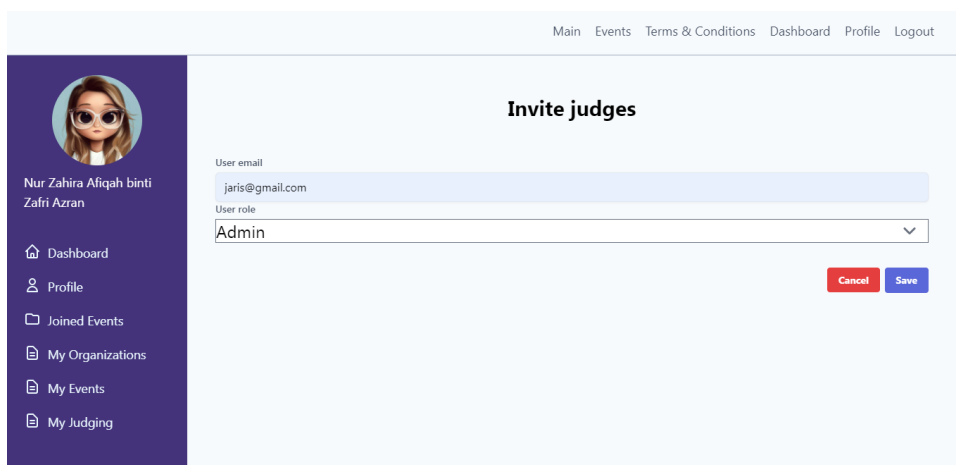 Main Events Terms & Conditions Dashboard Profile Logout
Nur Zahira Afiqah binti
Zafri Azran
Dashboard
Profile
Joined Events
My Organizations
My Events
My Judging
Invite judges
User email
jaris@gmail.com
User role
Admin
Cancel Save